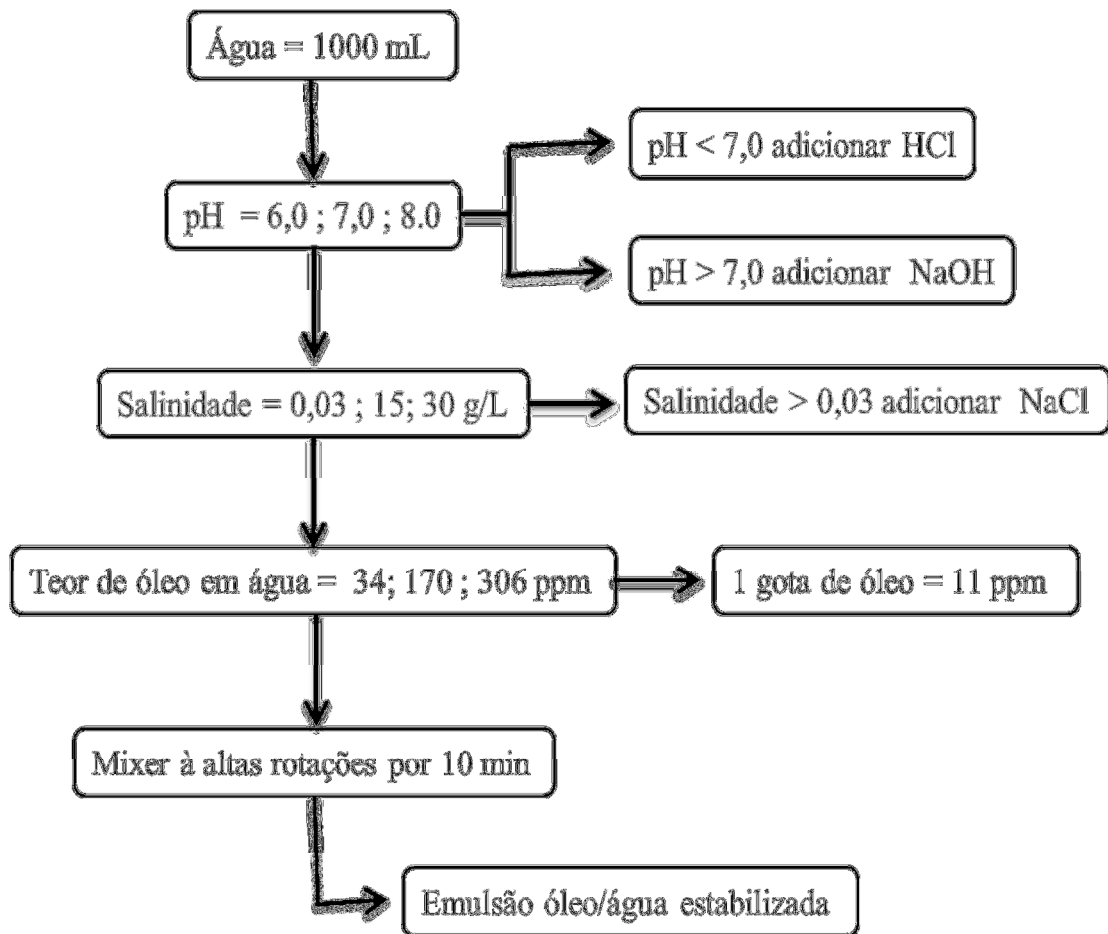 Água = 1000 mL
pH < 7,0 adicionar HCl
pH = 6,0 ; 7,0 ; 8.0
pH > 7,0 adicionar NaOH
Salinidade = 0,03 ; 15; 30 g/L
Salinidade > 0,03 adicionar NaCl
Teor de óleo em água = 34; 170 ; 306 ppm
1 gota de óleo = 11 ppm
Mixer à altas rotações por 10 min
Emulsão óleo/água estabilizada